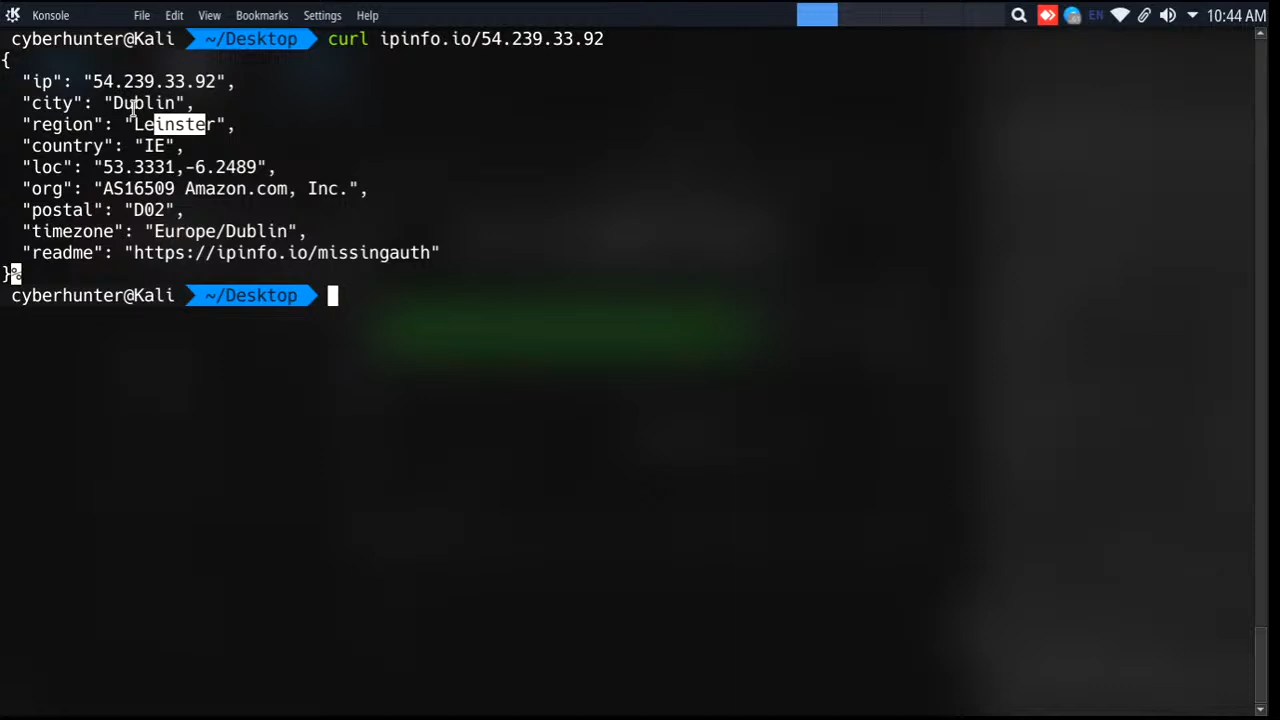 Konsole File Edit View Bookmarks Settings Help EN 10:44 AM
cyberhunter@Kali ~/Desktop curl ipinfo.io/54.239.33.92
{
  "ip": "54.239.33.92",
  "city": "Dublin",
  "region": "Leinster",
  "country": "IE",
  "loc": "53.3331,-6.2489",
  "org": "AS16509 Amazon.com, Inc.",
  "postal": "D02",
  "timezone": "Europe/Dublin",
  "readme": "https://ipinfo.io/missingauth"
}%
cyberhunter@Kali ~/Desktop